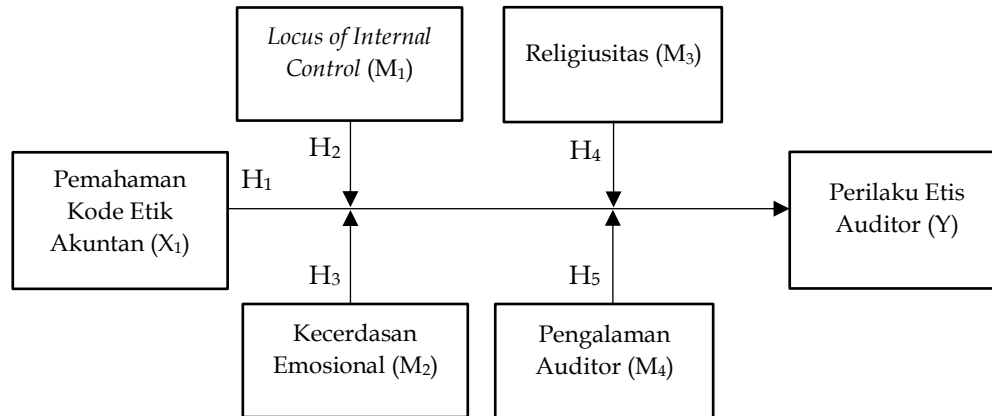 Locus of Internal
Control (M₁)
Religiusitas (M₃)
H₂
H₄
Pemahaman
Kode Etik
Akuntan (X₁)
H₁
Perilaku Etis
Auditor (Y)
H₃
H₅
Kecerdasan
Emosional (M₂)
Pengalaman
Auditor (M₄)